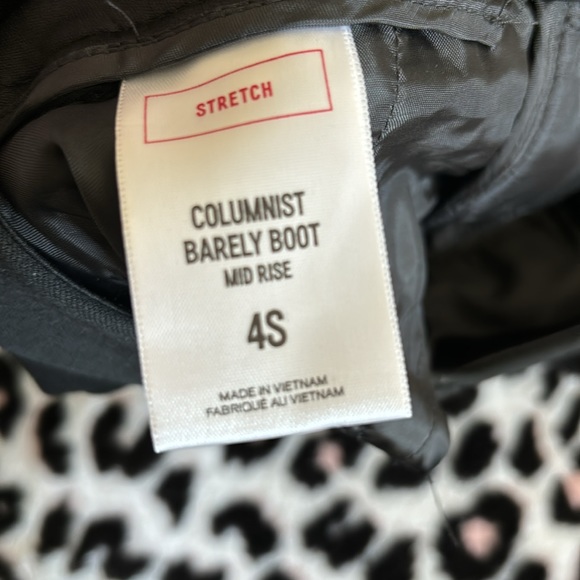 STRETCH
COLUMNIST
BARELY BOOT
MID RISE
4S
MADE IN VIETNAM
FABRIQUÉ AU VIETNAM